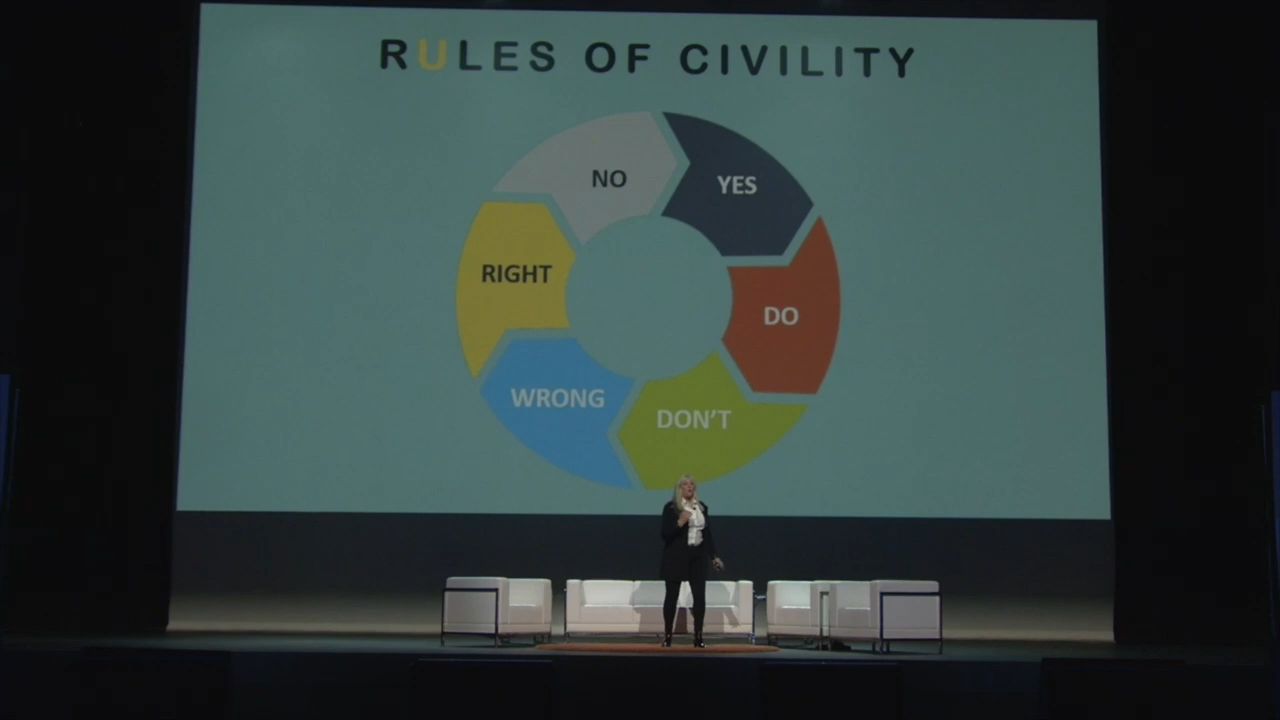 RULES OF CIVILITY
NO
YES
RIGHT
DO
WRONG
DON'T